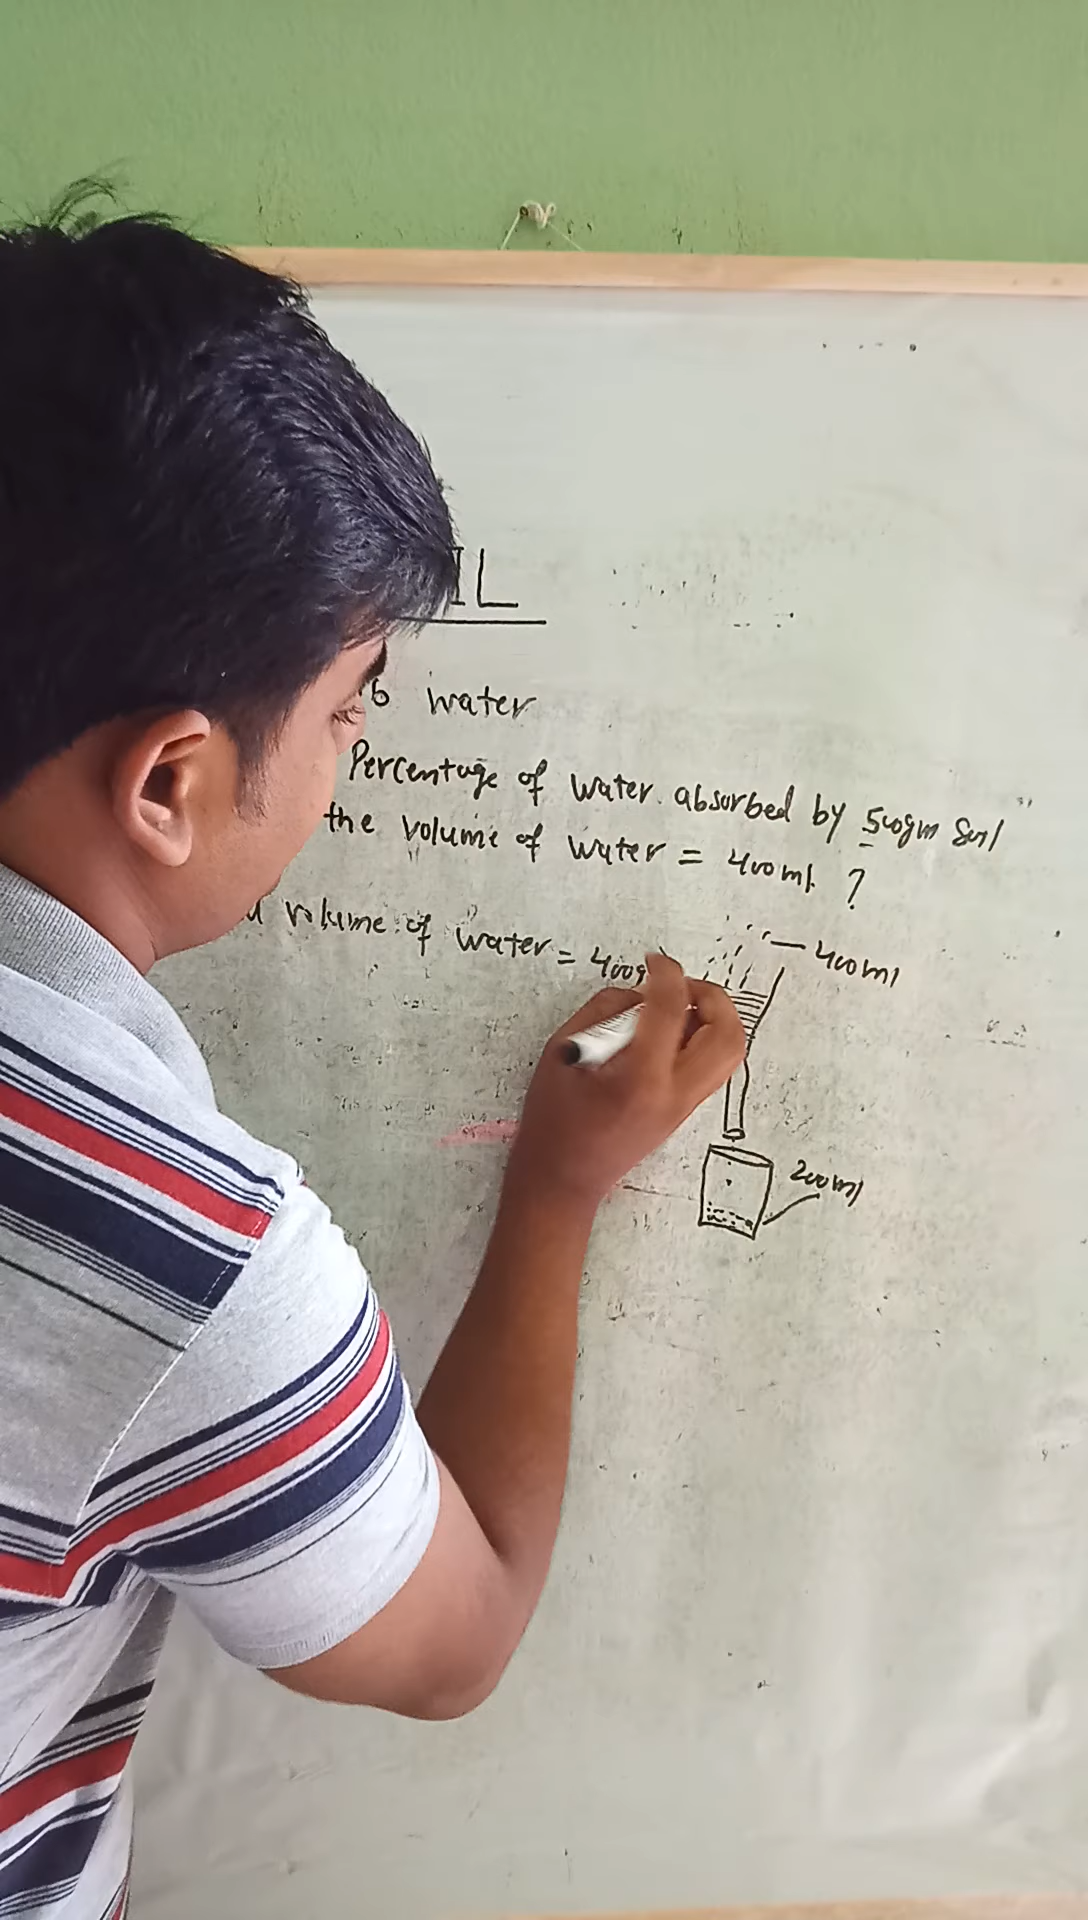 IL
water
Percentage of water absorbed by 500gm Soil
the volume of water = 400ml ?
volume of water = 400g
400ml
200ml